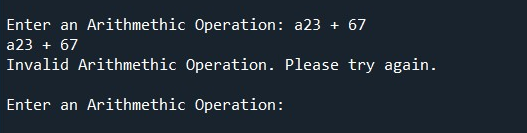 Enter an Arithmethic Operation: a23 + 67
a23 + 67
Invalid Arithmethic Operation. Please try again.
Enter an Arithmethic Operation: